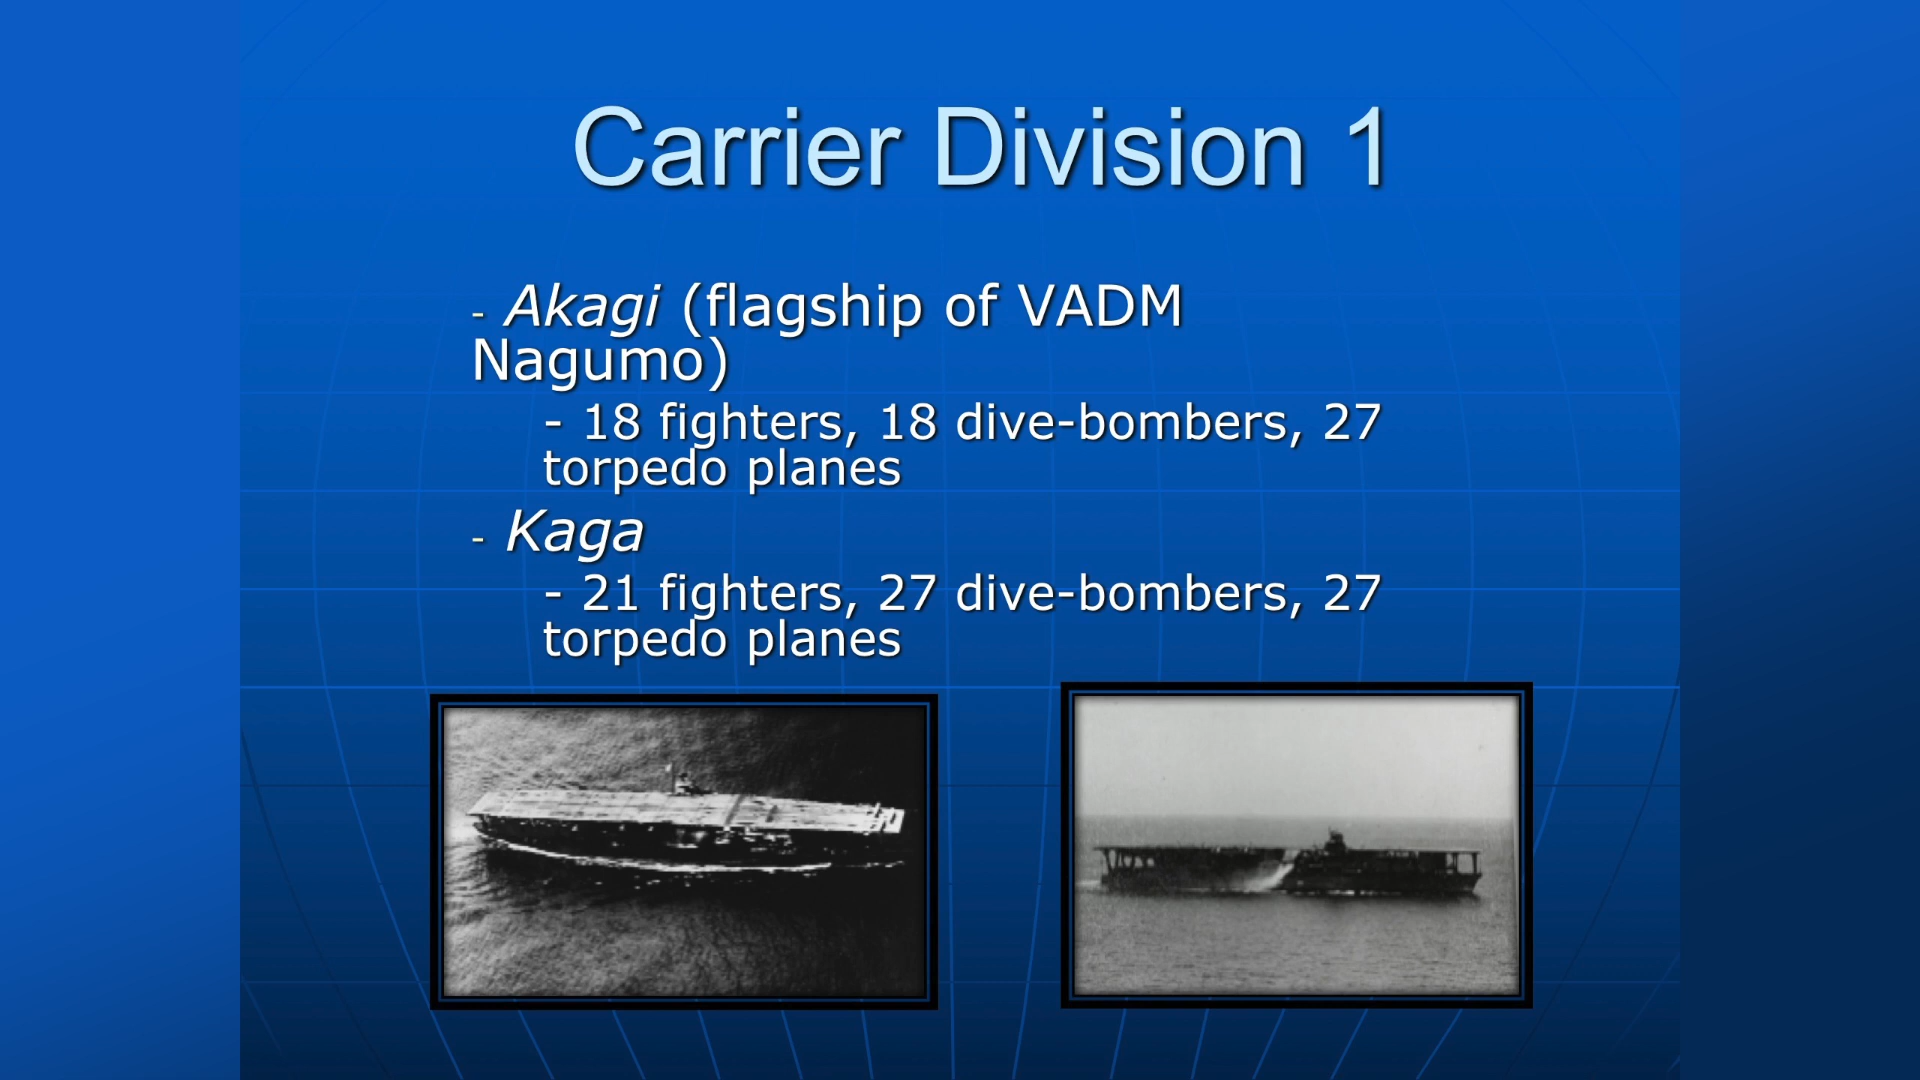 Carrier Division 1
- Akagi (flagship of VADM
Nagumo)
- 18 fighters, 18 dive-bombers, 27
torpedo planes
- Kaga
- 21 fighters, 27 dive-bombers, 27
torpedo planes